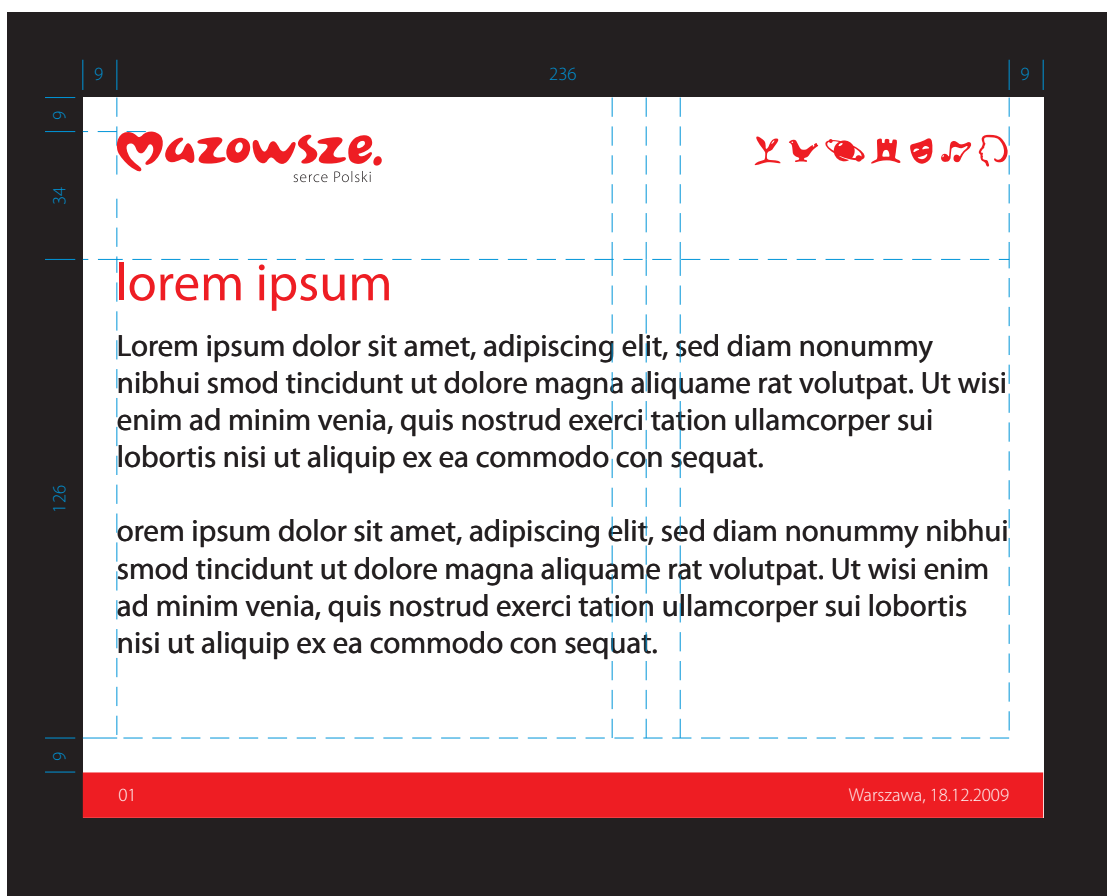 9 236 9
9
Mazowsze.
serce Polski
34
lorem ipsum
Lorem ipsum dolor sit amet, adipiscing elit, sed diam nonummy
nibhui smod tincidunt ut dolore magna aliquame rat volutpat. Ut wisi
enim ad minim venia, quis nostrud exerci tation ullamcorper sui
lobortis nisi ut aliquip ex ea commodo con sequat.
126
orem ipsum dolor sit amet, adipiscing elit, sed diam nonummy nibhui
smod tincidunt ut dolore magna aliquame rat volutpat. Ut wisi enim
ad minim venia, quis nostrud exerci tation ullamcorper sui lobortis
nisi ut aliquip ex ea commodo con sequat.
9
01 Warszawa, 18.12.2009